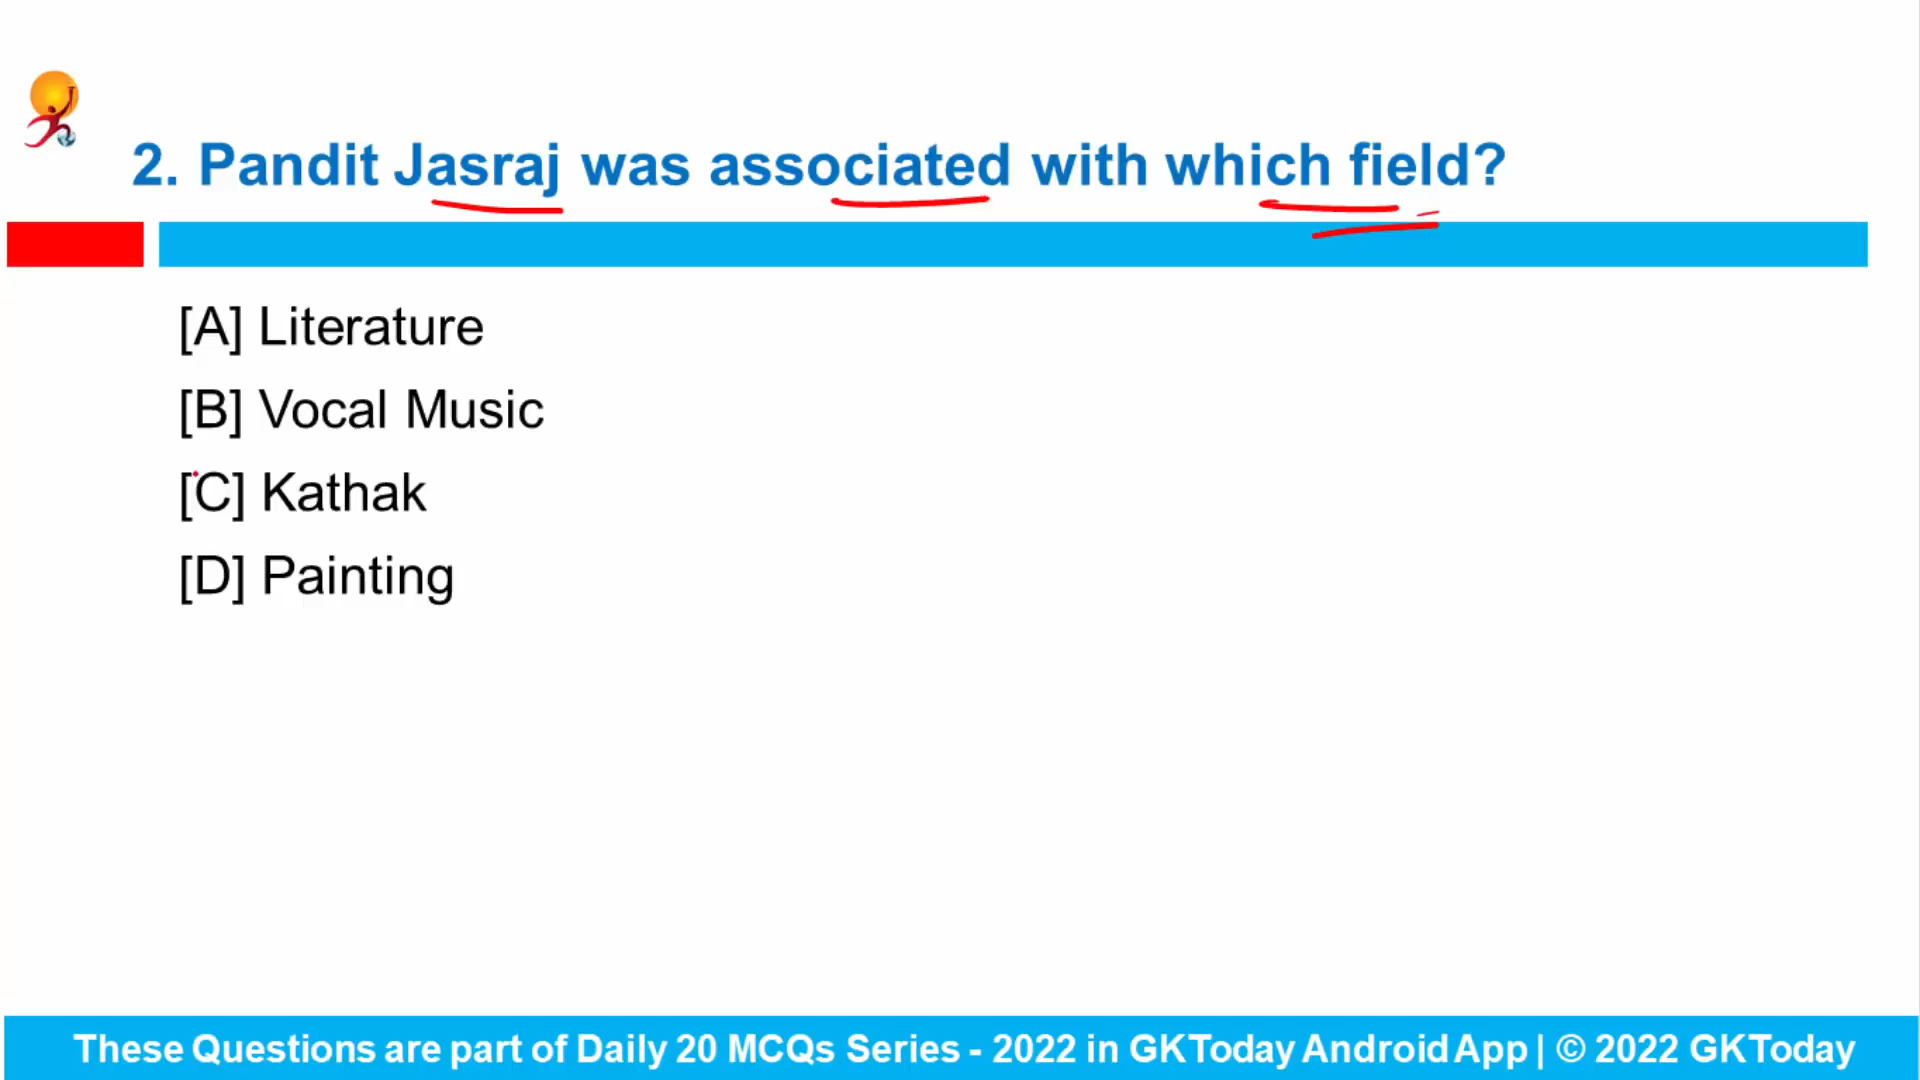 2. Pandit Jasraj was associated with which field?
[A] Literature
[B] Vocal Music
[C] Kathak
[D] Painting
These Questions are part of Daily 20 MCQs Series - 2022 in GKToday Android App | © 2022 GKToday